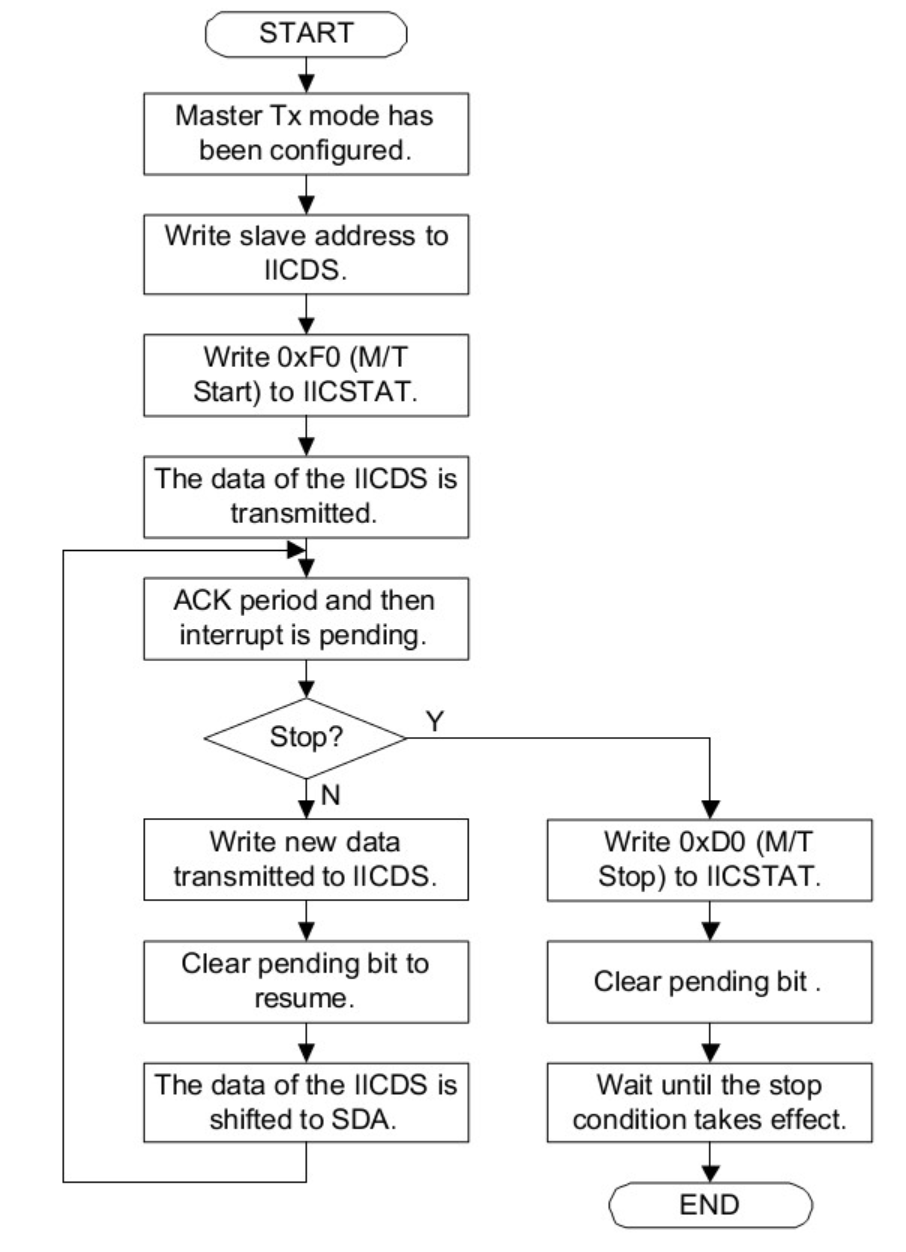 START
Master Tx mode has
been configured.
Write slave address to
IICDS.
Write 0xF0 (M/T
Start) to IICSTAT.
The data of the IICDS is
transmitted.
ACK period and then
interrupt is pending.
Stop?
Y
N
Write new data
transmitted to IICDS.
Clear pending bit to
resume.
The data of the IICDS is
shifted to SDA.
Write 0xD0 (M/T
Stop) to IICSTAT.
Clear pending bit .
Wait until the stop
condition takes effect.
END